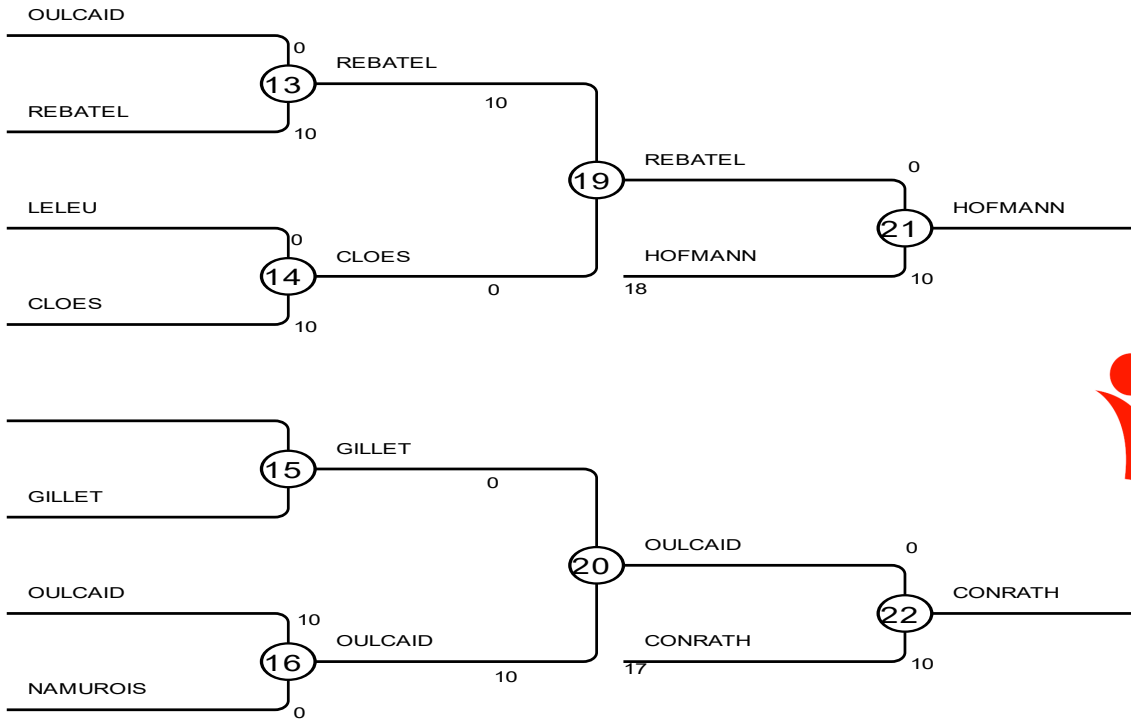 OULCAID
0
13
REBATEL
10
REBATEL
10
19
REBATEL
0
LELEU
0
14
CLOES
0
CLOES
10
HOFMANN
18
21
HOFMANN
10
15
GILLET
0
GILLET
20
OULCAID
0
OULCAID
10
16
OULCAID
10
NAMUROIS
0
CONRATH
17
22
CONRATH
10